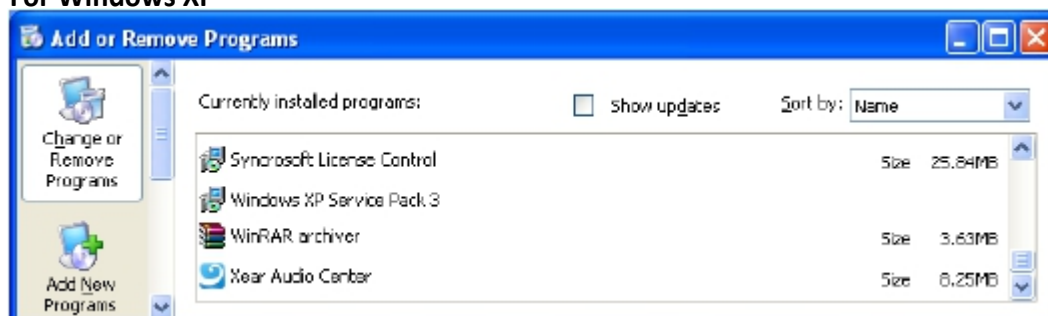 For Windows XP
Add or Remove Programs
Change or Remove Programs
Currently installed programs:
Show updates
Sort by: Name
Syncrosoft License Control Size 25.84MB
Windows XP Service Pack 3
WinRAR archiver Size 3.63MB
Xear Audio Center Size 8.25MB
Add New Programs